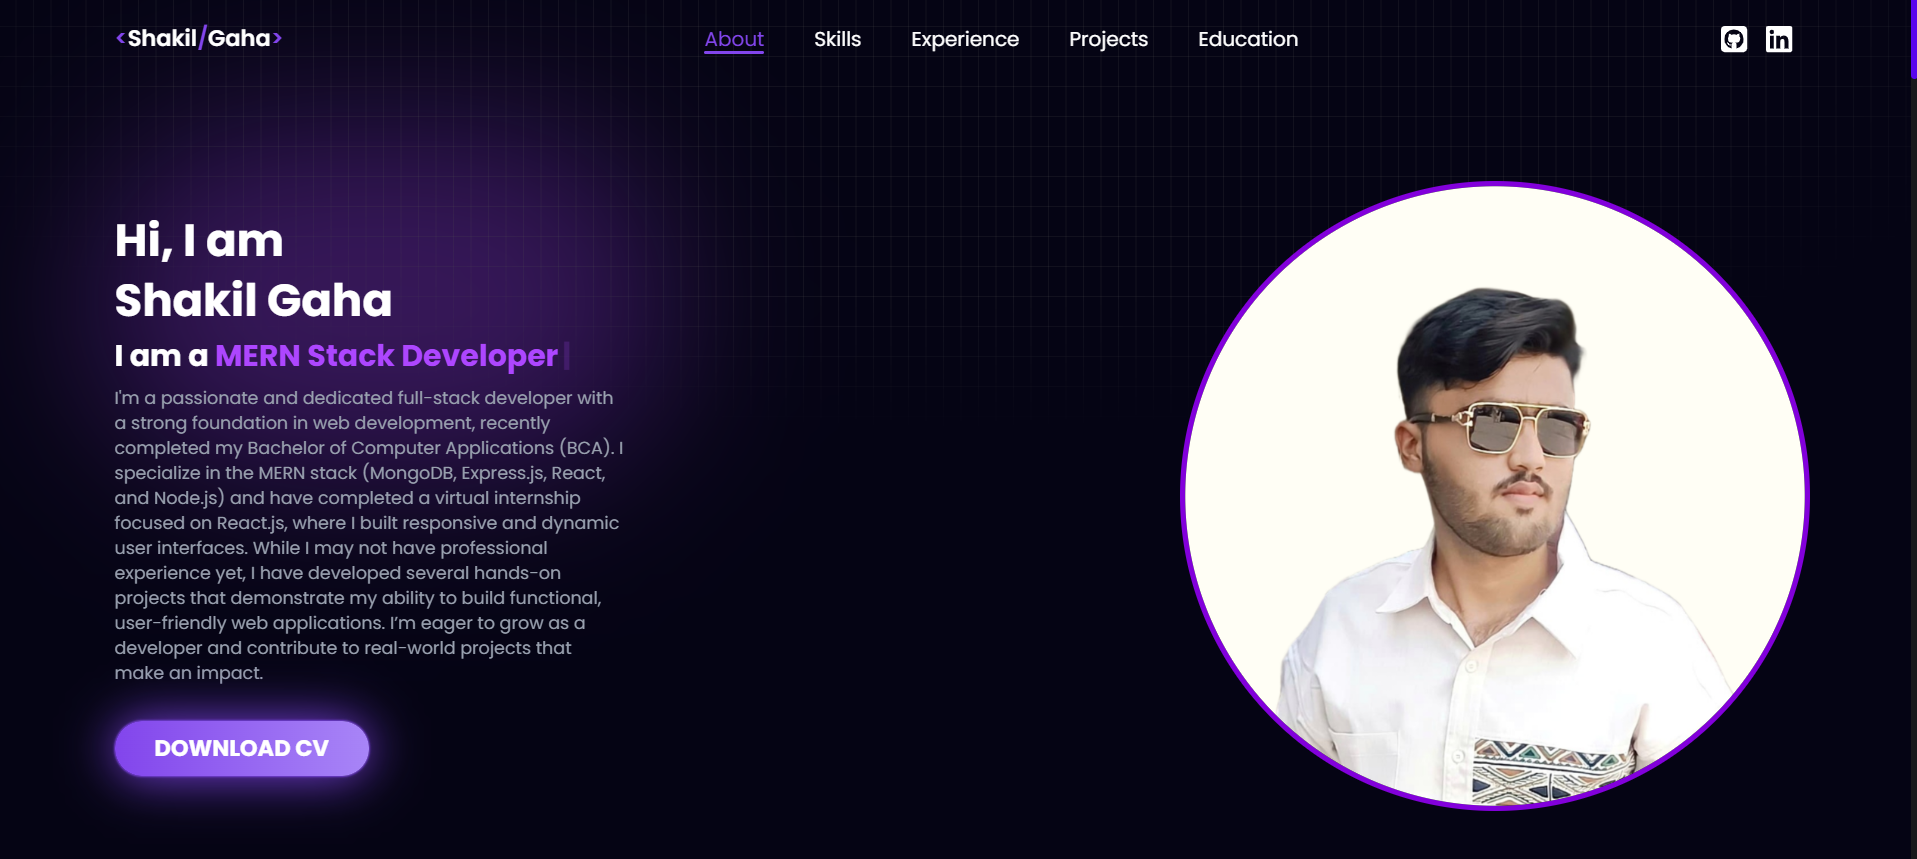 <Shakil/Gaha>
About
Skills
Experience
Projects
Education
in
Hi, I am
Shakil Gaha
I am a MERN Stack Developer|
I'm a passionate and dedicated full-stack developer with
a strong foundation in web development, recently
completed my Bachelor of Computer Applications (BCA). I
specialize in the MERN stack (MongoDB, Express.js, React,
and Node.js) and have completed a virtual internship
focused on React.js, where I built responsive and dynamic
user interfaces. While I may not have professional
experience yet, I have developed several hands-on
projects that demonstrate my ability to build functional,
user-friendly web applications. I’m eager to grow as a
developer and contribute to real-world projects that
make an impact.
DOWNLOAD CV